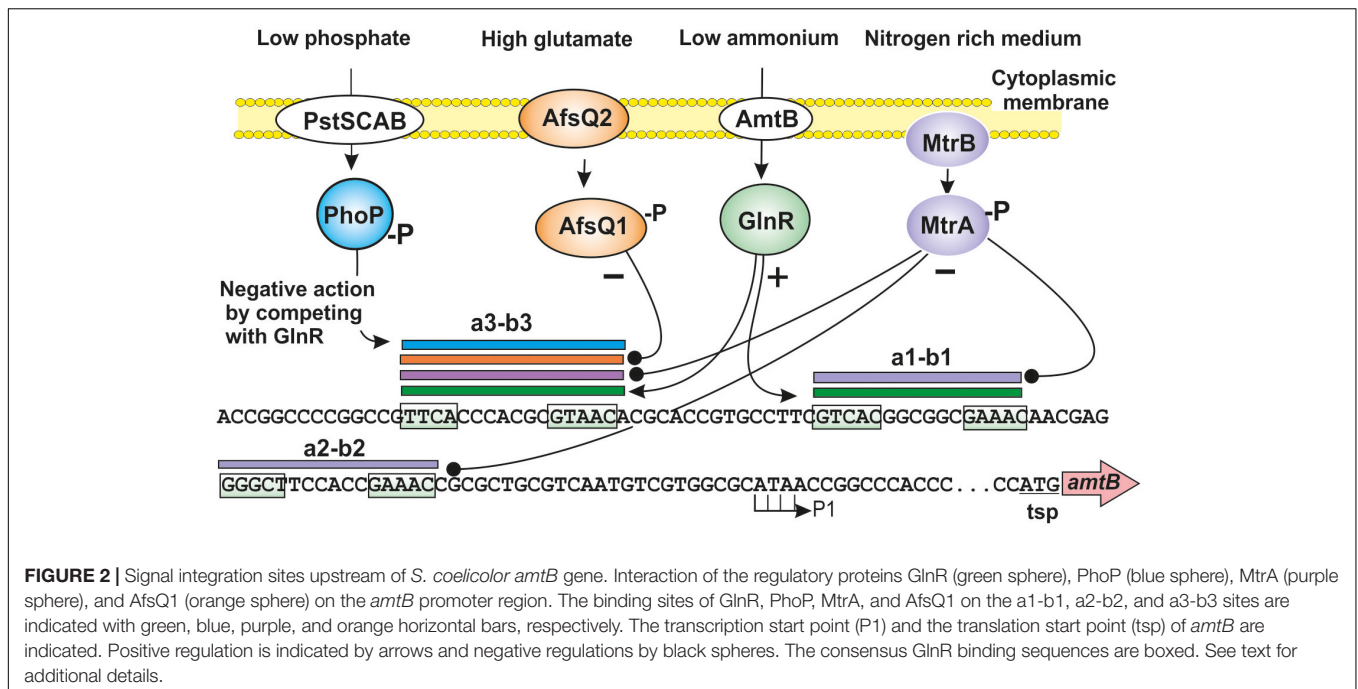 Low phosphate High glutamate Low ammonium Nitrogen rich medium
Cytoplasmic
membrane
PstSCAB AfsQ2 AmtB MtrB
PhoP -P AfsQ1 -P GlnR MtrA -P
− + −
Negative action
by competing
with GlnR
a3-b3 a1-b1
ACCGGCCCCGGCCGTTCACCCACGCGTAACACGCACCGTGCCTTCGTCACGGCGGCGAAACAACGAG
a2-b2
GGGCTTCCACCGAAACCGCGCTGCGTCAATGTCGTGGCGCATAACCGGCCCACCC...CCATG amtB
P1 tsp
FIGURE 2 | Signal integration sites upstream of S. coelicolor amtB gene. Interaction of the regulatory proteins GlnR (green sphere), PhoP (blue sphere), MtrA (purple
sphere), and AfsQ1 (orange sphere) on the amtB promoter region. The binding sites of GlnR, PhoP, MtrA, and AfsQ1 on the a1-b1, a2-b2, and a3-b3 sites are
indicated with green, blue, purple, and orange horizontal bars, respectively. The transcription start point (P1) and the translation start point (tsp) of amtB are
indicated. Positive regulation is indicated by arrows and negative regulations by black spheres. The consensus GlnR binding sequences are boxed. See text for
additional details.